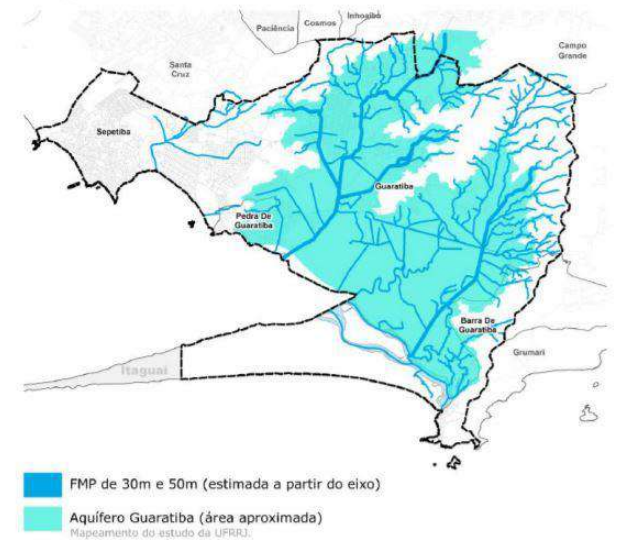 Inhoaíba
Paciência
Cosmos
Campo
Grande
Santa
Cruz
Sepetiba
Guaratiba
Pedra De
Guaratiba
Barra De
Guaratiba
Grumari
Itaguaí
FMP de 30m e 50m (estimada a partir do eixo)
Aquífero Guaratiba (área aproximada)
Mapeamento do estudo da UFRRJ.